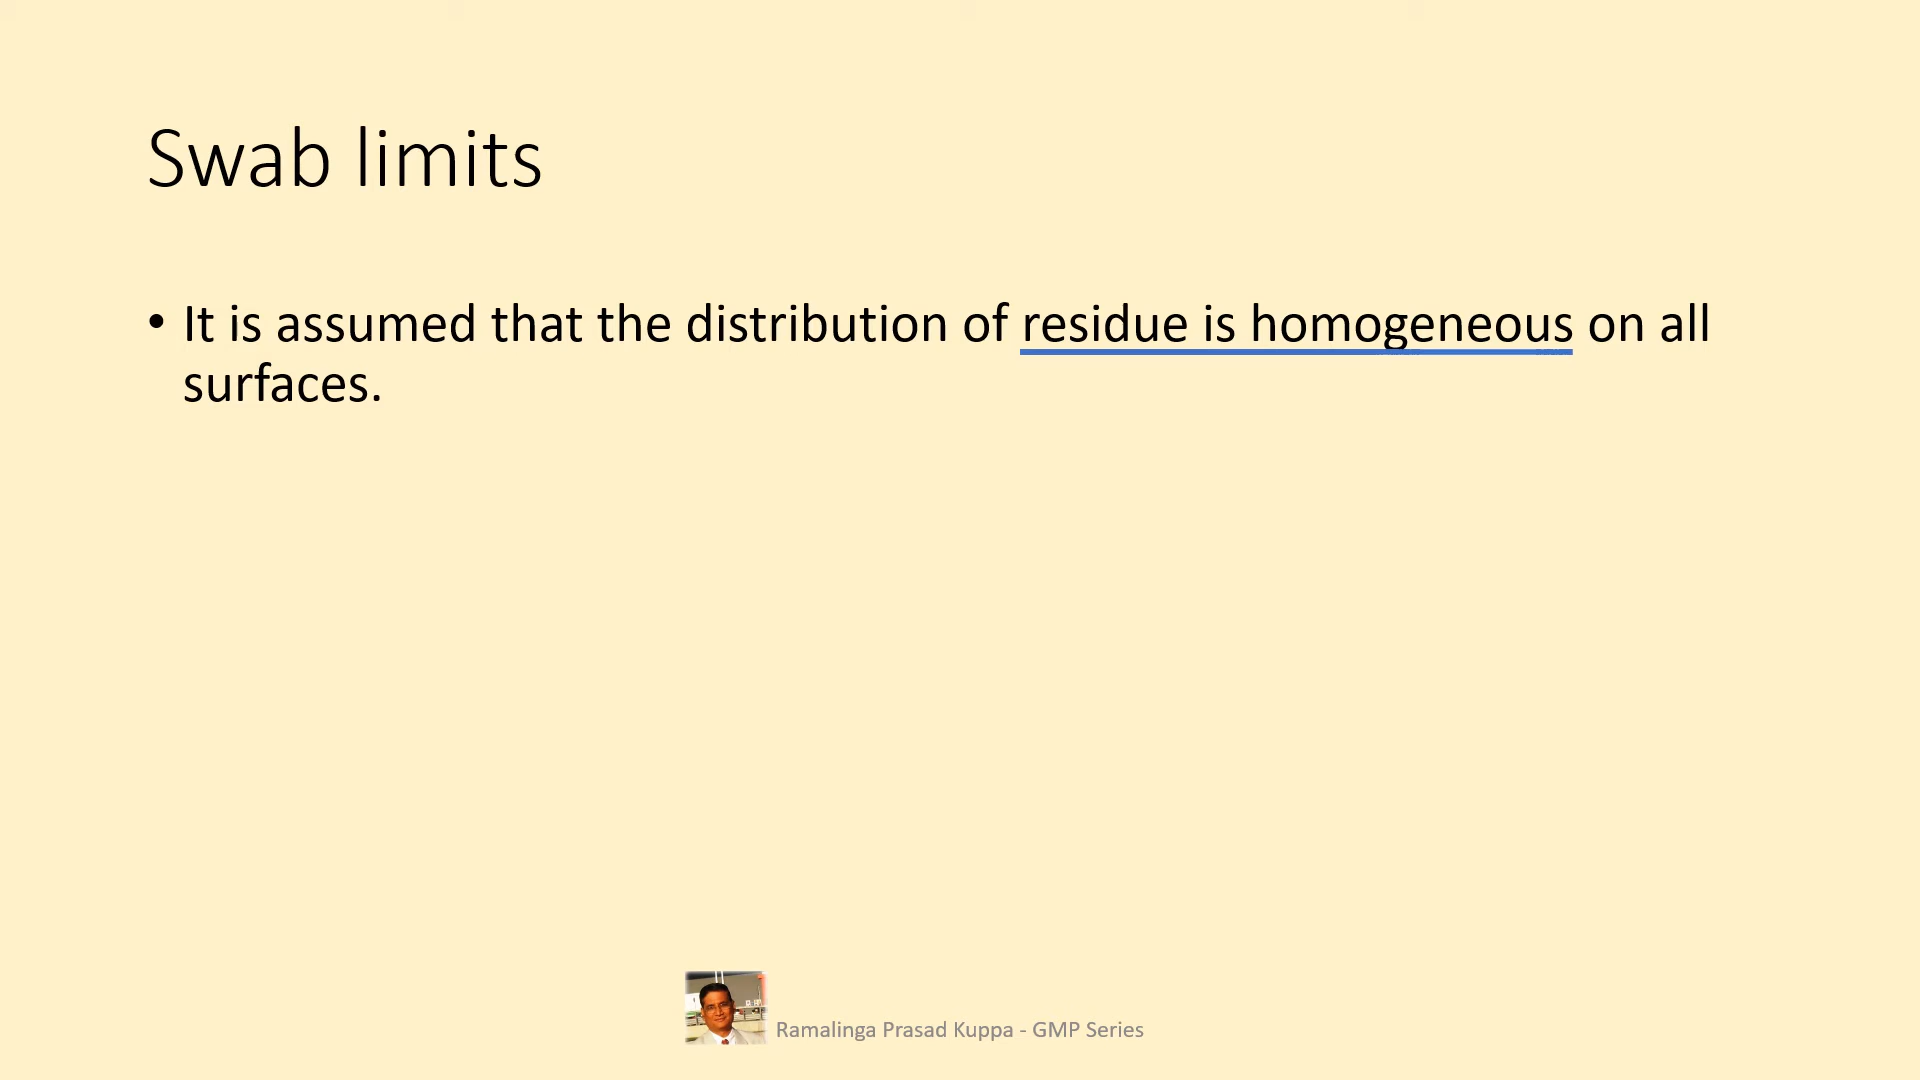 Swab limits
• It is assumed that the distribution of residue is homogeneous on all
surfaces.
Ramalinga Prasad Kuppa - GMP Series